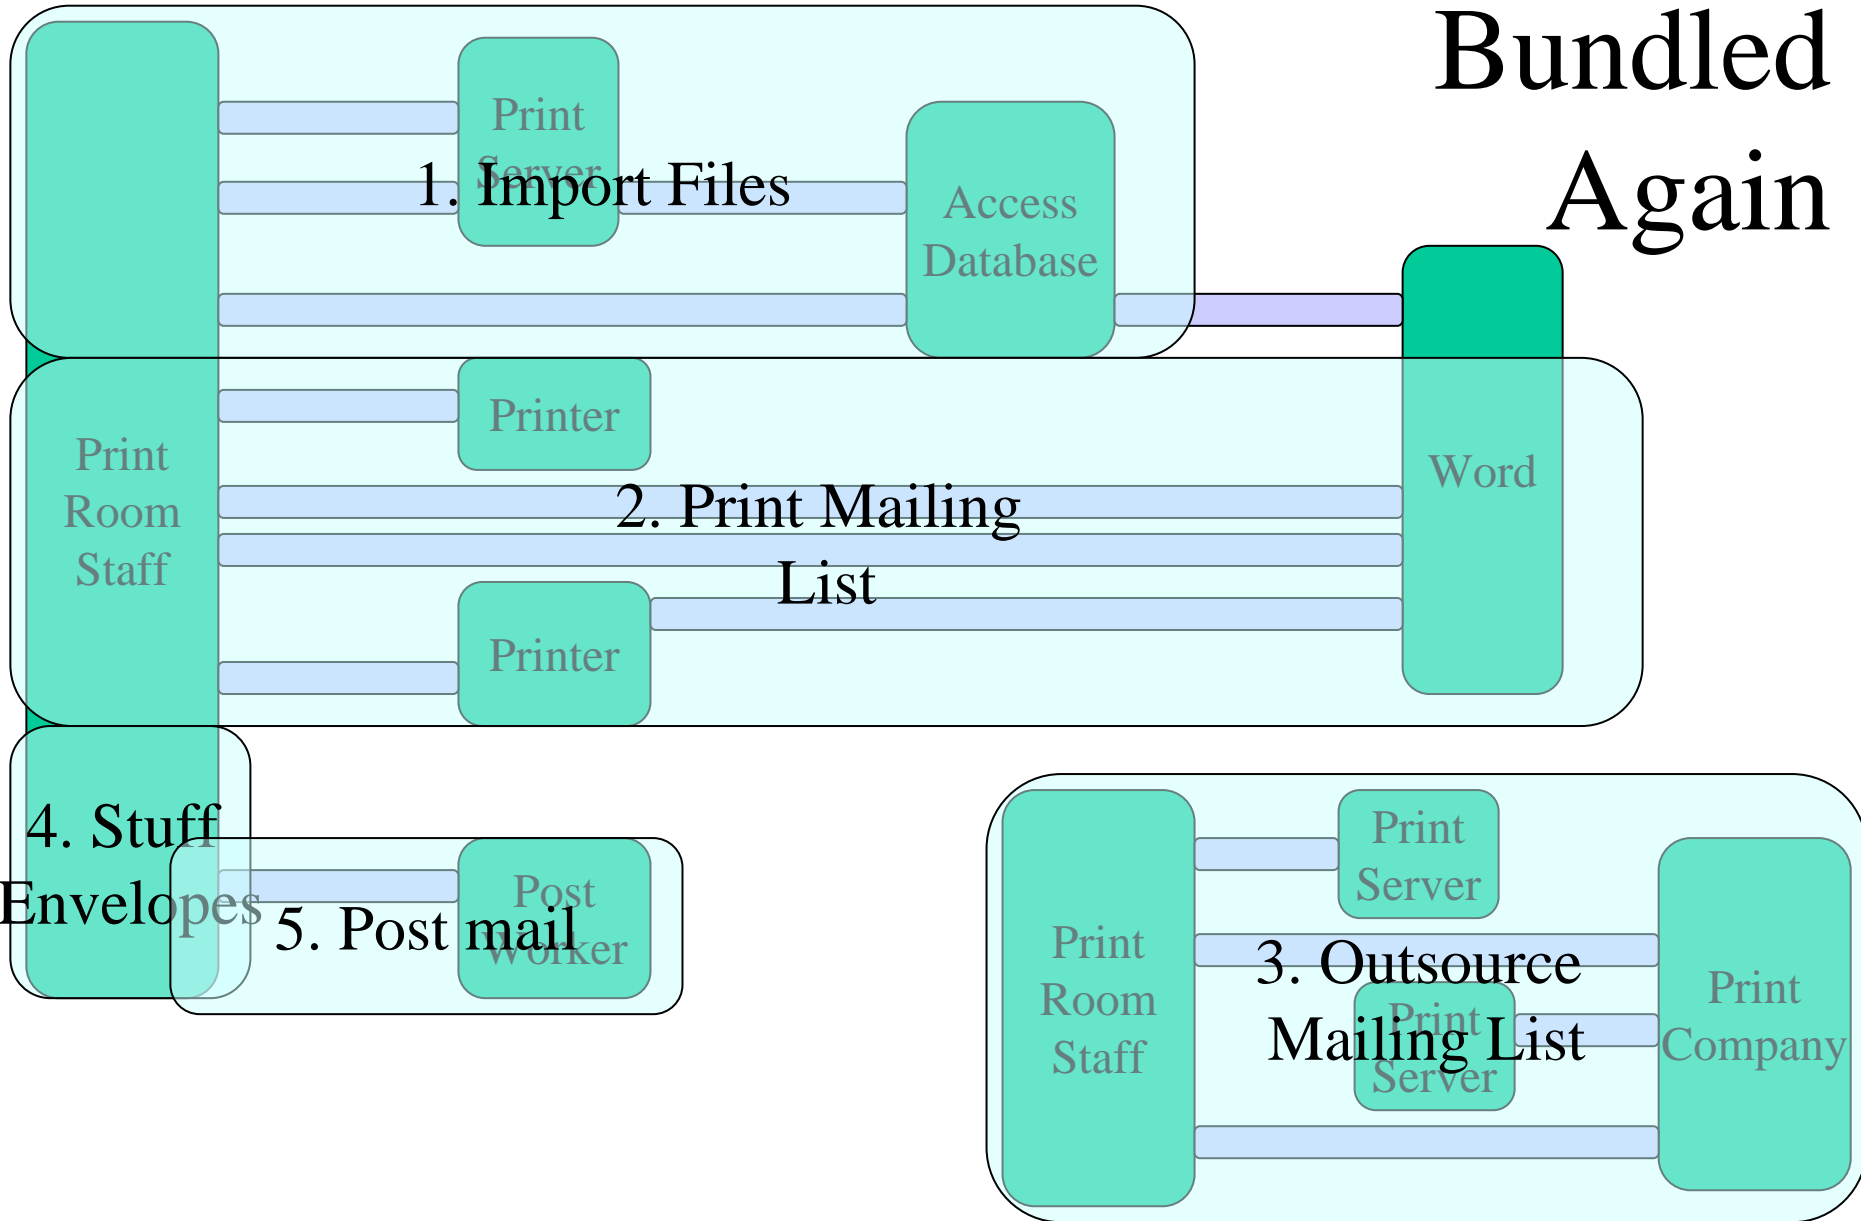 Bundled
Again
Print
Server
1. Import Files
Access
Database
Printer
Print
Room
Staff
Word
2. Print Mailing
List
Printer
4. Stuff
Envelopes
Post
Worker
5. Post mail
Print
Server
Print
Room
Staff
3. Outsource
Mailing List
Print
Server
Print
Company